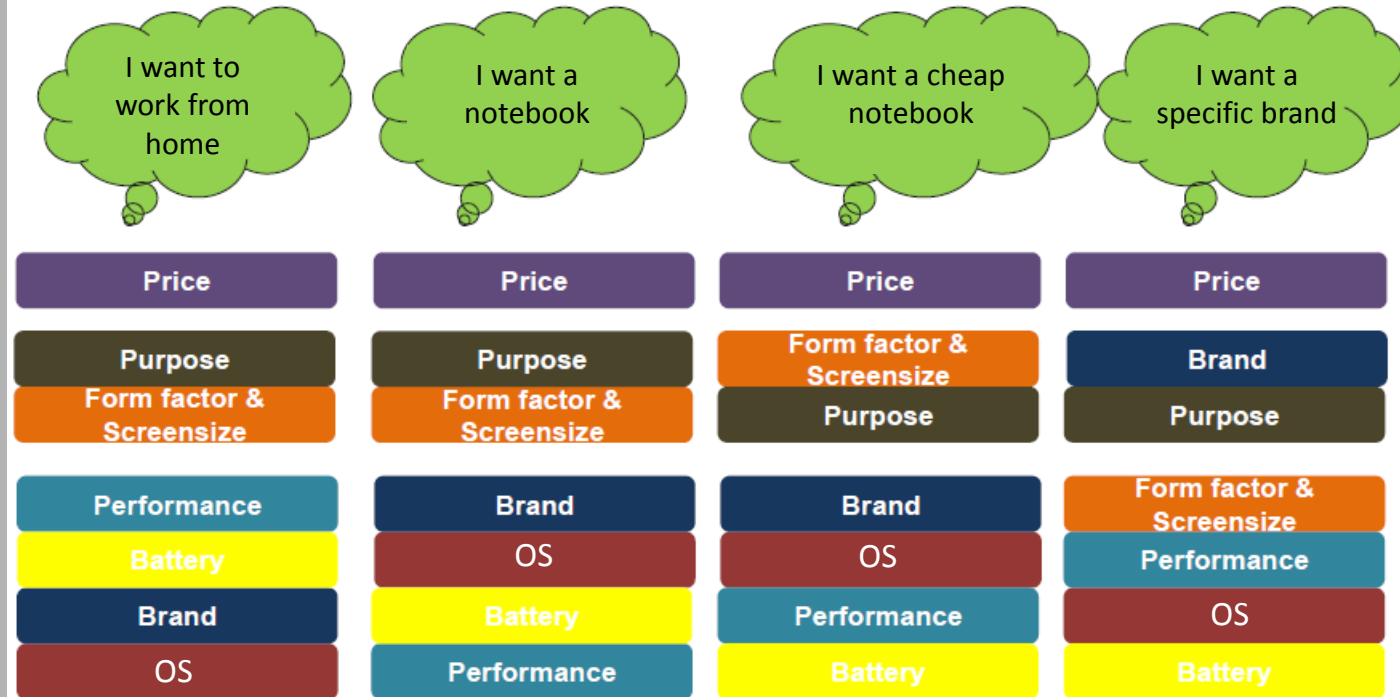 I want to
work from
home
I want a
notebook
I want a cheap
notebook
I want a
specific brand
Price
Price
Price
Price
Purpose
Purpose
Form factor &
Screensize
Brand
Form factor &
Screensize
Form factor &
Screensize
Purpose
Purpose
Performance
Brand
Brand
Form factor &
Screensize
Battery
OS
OS
Performance
Brand
Battery
Performance
OS
OS
Performance
Battery
Battery